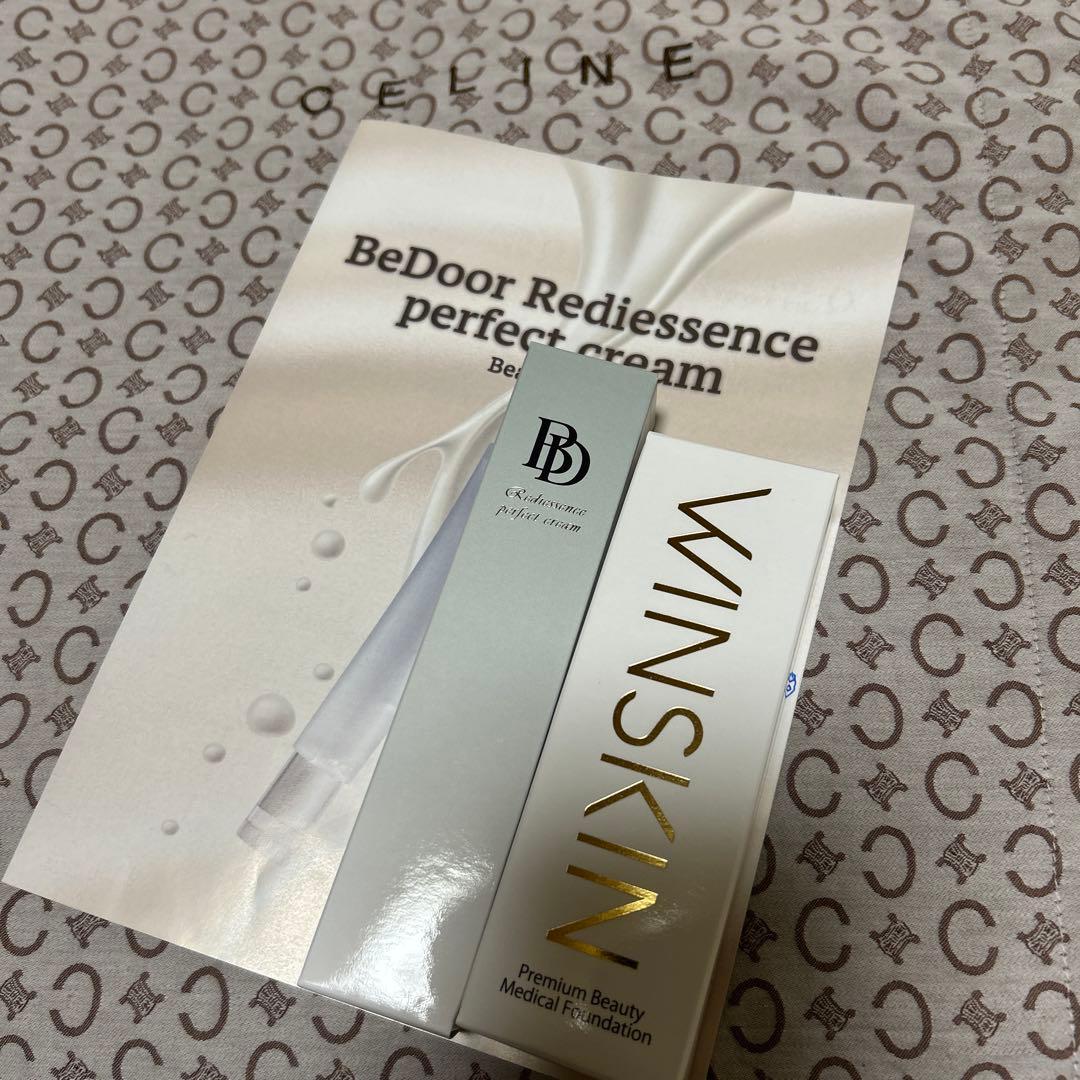 CELINE
BeDoor Rediessence
perfect cream
BD
Rediessence
perfect cream
WINSKIN
Premium Beauty
Medical Foundation